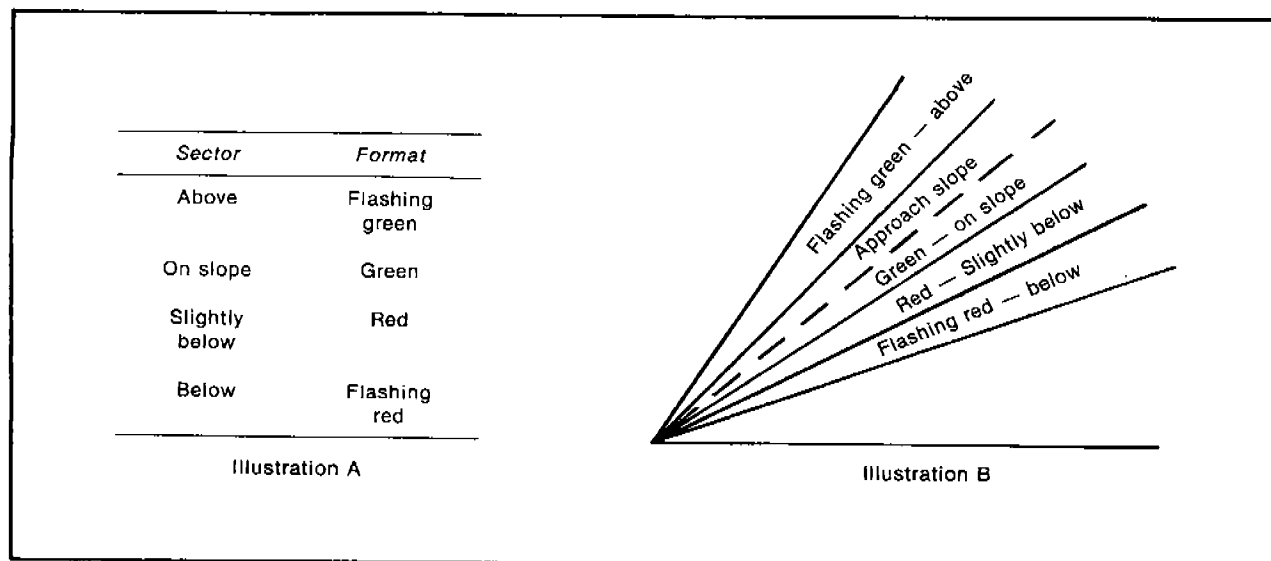 Sector Format
Above Flashing
green
On slope Green
Slightly Red
below
Below Flashing
red
Illustration A
Flashing green — above
Approach slope
Green — on slope
Red — Slightly below
Flashing red — below
Illustration B